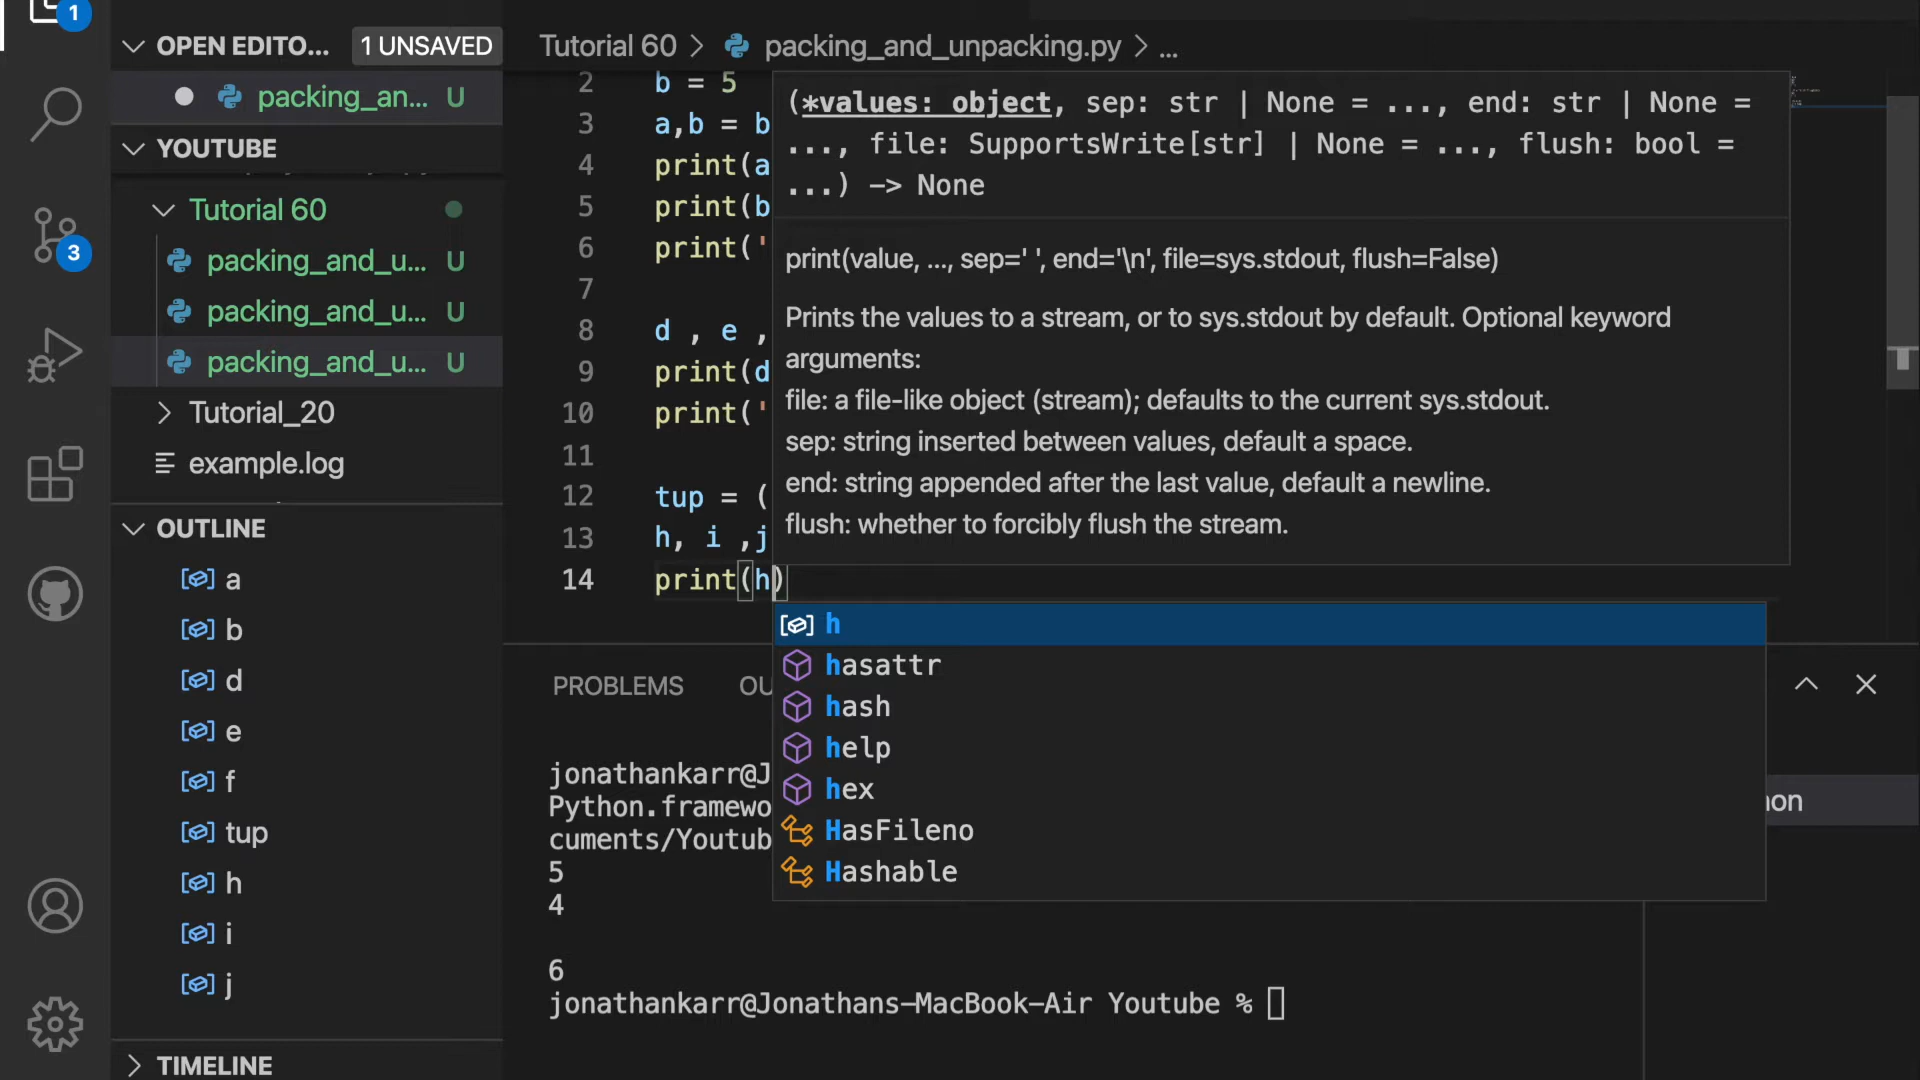 1
OPEN EDITO...
1 UNSAVED
packing_an...
U
YOUTUBE
Tutorial 60
packing_and_u...
U
packing_and_u...
U
packing_and_u...
U
Tutorial_20
example.log
3
OUTLINE
a
b
d
e
f
tup
h
i
j
TIMELINE
Tutorial 60 > packing_and_unpacking.py > ...
2 b = 5
3 a,b = b
4 print(a
5 print(b
6 print('
7
8 d , e ,
9 print(d
10 print('
11
12 tup = (
13 h, i ,j
14 print(h)
(*values: object, sep: str | None = ..., end: str | None =
..., file: SupportsWrite[str] | None = ..., flush: bool =
...) -> None
print(value, ..., sep=' ', end='\n', file=sys.stdout, flush=False)
Prints the values to a stream, or to sys.stdout by default. Optional keyword
arguments:
file: a file-like object (stream); defaults to the current sys.stdout.
sep: string inserted between values, default a space.
end: string appended after the last value, default a newline.
flush: whether to forcibly flush the stream.
h
hasattr
hash
help
hex
HasFileno
Hashable
PROBLEMS
OU
jonathankarr@J
Python.framewo
cuments/Youtub
5
4
6
jonathankarr@Jonathans-MacBook-Air Youtube %
hon